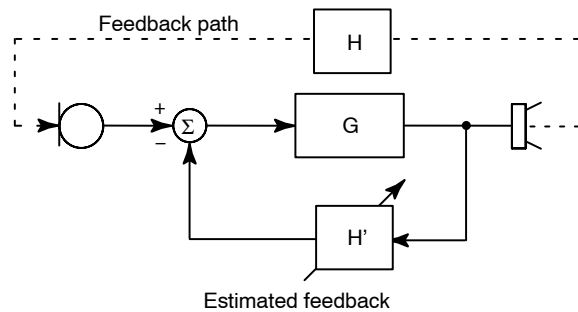 Feedback path
H
+
Σ
−
G
H’
Estimated feedback